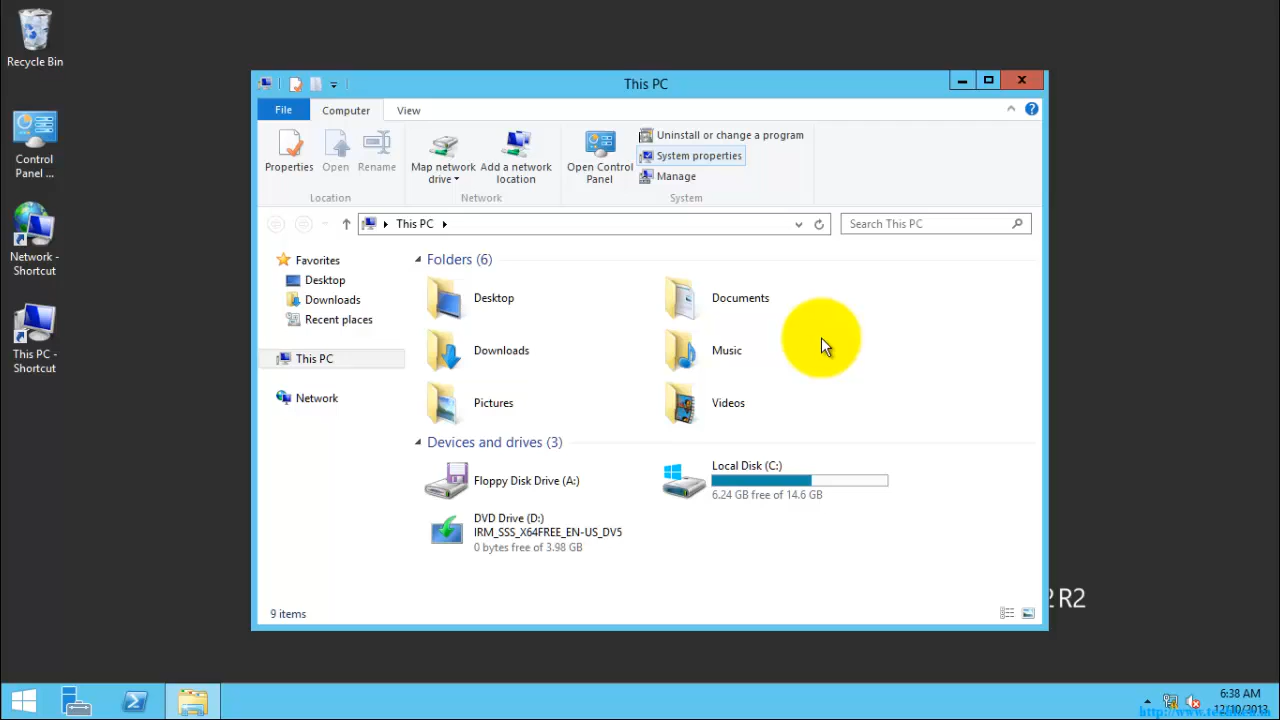 Recycle Bin
Control
Panel ...
Network -
Shortcut
This PC -
Shortcut
This PC
File
Computer
View
Properties
Open
Rename
Location
Map network
drive
Add a network
location
Network
Open Control
Panel
Uninstall or change a program
System properties
Manage
System
This PC
Search This PC
Favorites
Desktop
Downloads
Recent places
This PC
Network
Folders (6)
Desktop
Documents
Downloads
Music
Pictures
Videos
Devices and drives (3)
Floppy Disk Drive (A:)
Local Disk (C:)
6.24 GB free of 14.6 GB
DVD Drive (D:)
IRM_SSS_X64FREE_EN-US_DV5
0 bytes free of 3.98 GB
9 items
2 R2
6:38 AM
12/10/2013